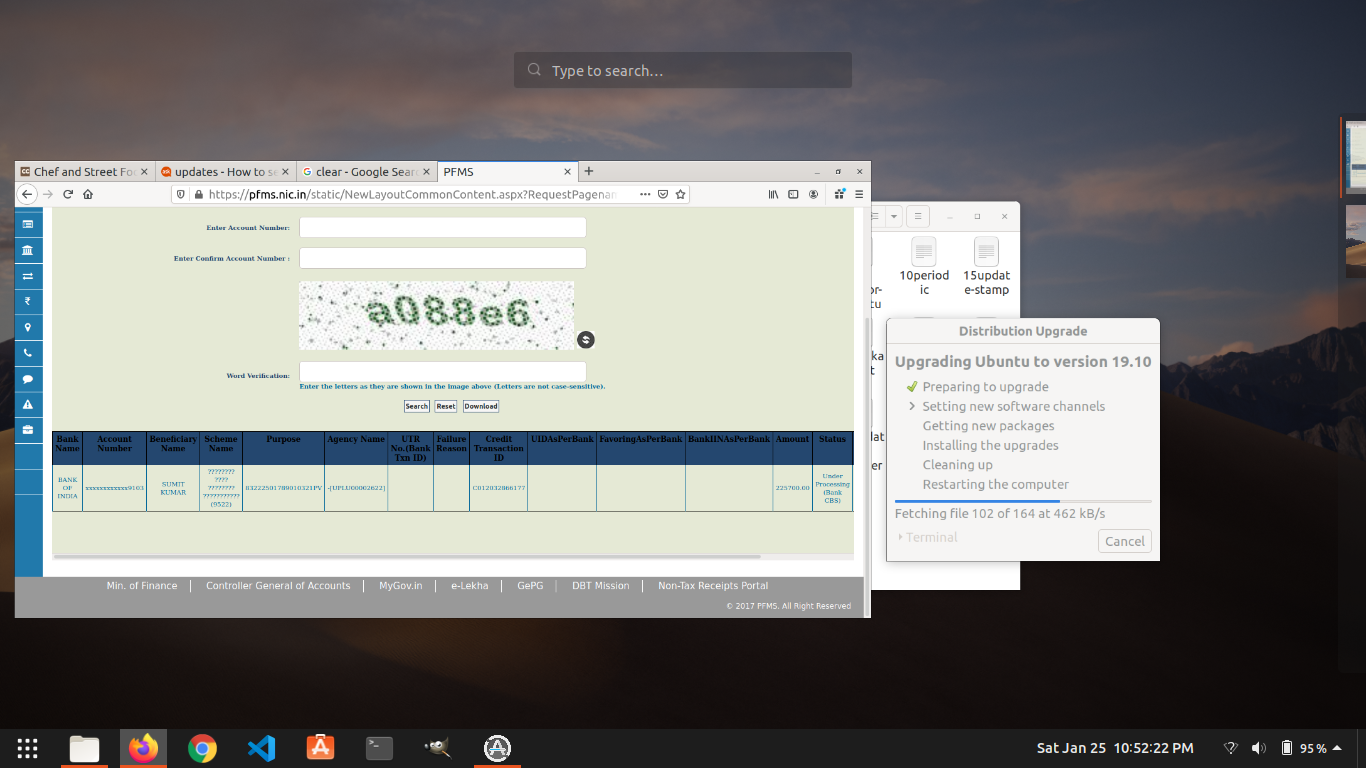 Type to search...
Chef and Street Fo
updates - How to se
clear - Google Searc
PFMS
https://pfms.nic.in/static/NewLayoutCommonContent.aspx?RequestPagenan
Enter Account Number:
Enter Confirm Account Number :
a088e6
Word Verification:
Enter the letters as they are shown in the image above (Letters are not case-sensitive).
Search Reset Download
Bank Name
Account Number
Beneficiary Name
Scheme Name
Purpose
Agency Name
UTR No.(Bank Txn ID)
Failure Reason
Credit Transaction ID
UIDAsPerBank
FavoringAsPerBank
BankIINAsPerBank
Amount
Status
BANK OF INDIA
xxxxxxxxxxxx9103
SUMIT KUMAR
????????
????
????????
???????????
(9522)
83222501789010321PV
-[UPLU00002622]
C012032866177
225700.00
Under Processing (Bank CBS)
Min. of Finance
Controller General of Accounts
MyGov.in
e-Lekha
GePG
DBT Mission
Non-Tax Receipts Portal
© 2017 PFMS. All Right Reserved
10period
ic
15updat
e-stamp
Distribution Upgrade
Upgrading Ubuntu to version 19.10
Preparing to upgrade
Setting new software channels
Getting new packages
Installing the upgrades
Cleaning up
Restarting the computer
Fetching file 102 of 164 at 462 kB/s
Terminal
Cancel
Sat Jan 25 10:52:22 PM
95 %